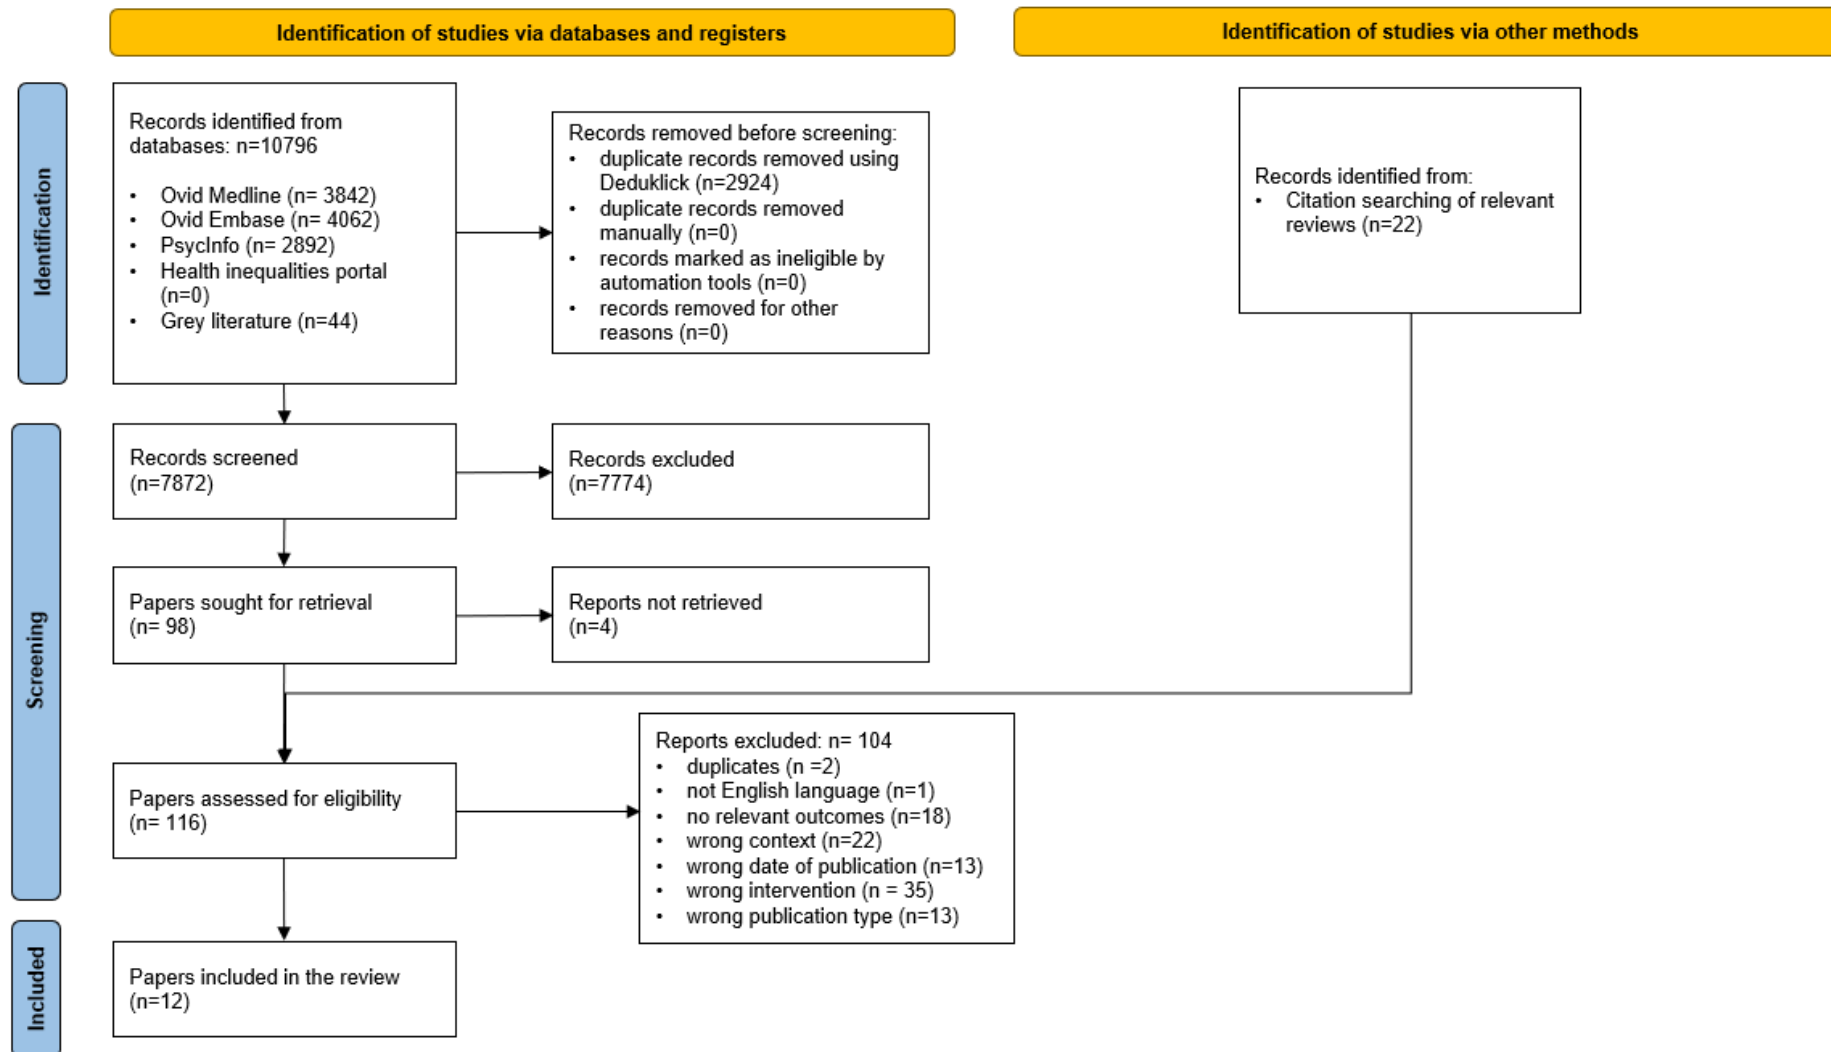 Identification of studies via databases and registers
Identification of studies via other methods
Identification
Records identified from
databases: n=10796
• Ovid Medline (n= 3842)
• Ovid Embase (n= 4062)
• PsycInfo (n= 2892)
• Health inequalities portal
(n=0)
• Grey literature (n=44)
Records removed before screening:
• duplicate records removed using
Deduklick (n=2924)
• duplicate records removed
manually (n=0)
• records marked as ineligible by
automation tools (n=0)
• records removed for other
reasons (n=0)
Records identified from:
• Citation searching of relevant
reviews (n=22)
Screening
Records screened
(n=7872)
Records excluded
(n=7774)
Papers sought for retrieval
(n= 98)
Reports not retrieved
(n=4)
Papers assessed for eligibility
(n= 116)
Reports excluded: n= 104
• duplicates (n =2)
• not English language (n=1)
• no relevant outcomes (n=18)
• wrong context (n=22)
• wrong date of publication (n=13)
• wrong intervention (n = 35)
• wrong publication type (n=13)
Included
Papers included in the review
(n=12)